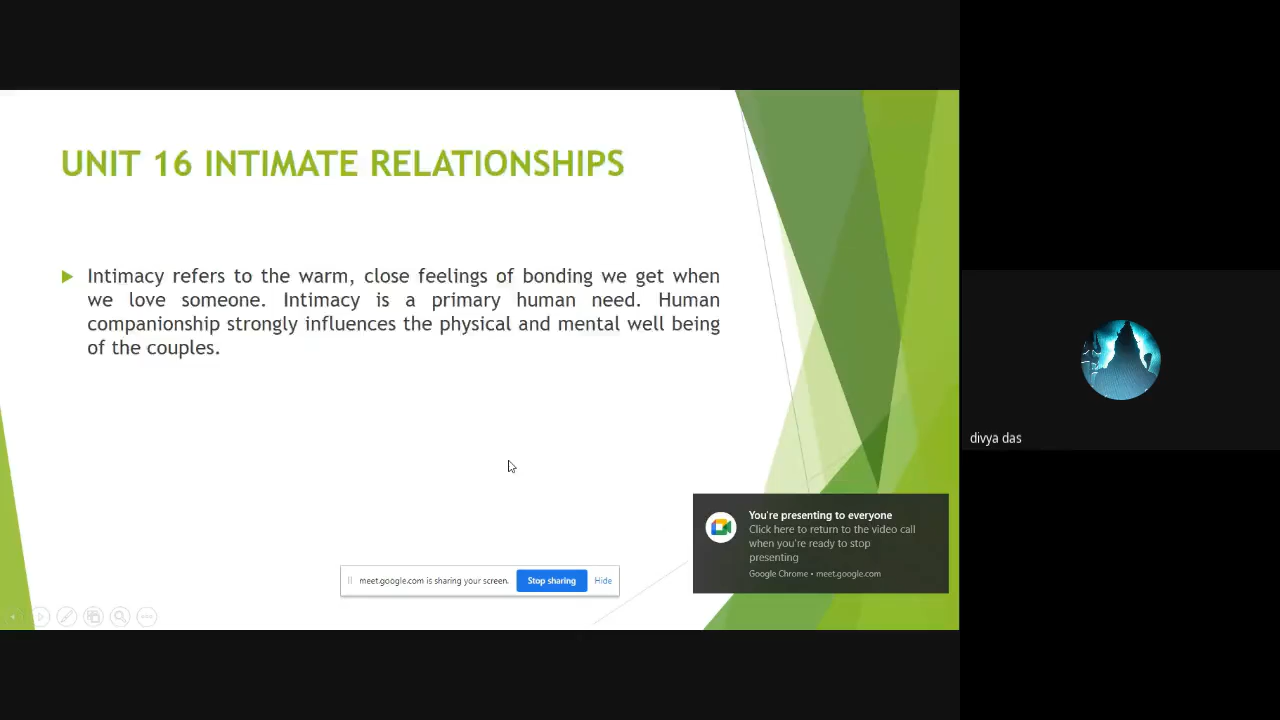 UNIT 16 INTIMATE RELATIONSHIPS
Intimacy refers to the warm, close feelings of bonding we get when
we love someone. Intimacy is a primary human need. Human
companionship strongly influences the physical and mental well being
of the couples.
divya das
You're presenting to everyone
Click here to return to the video call
when you're ready to stop
presenting
Google Chrome • meet.google.com
meet.google.com is sharing your screen.
Stop sharing
Hide